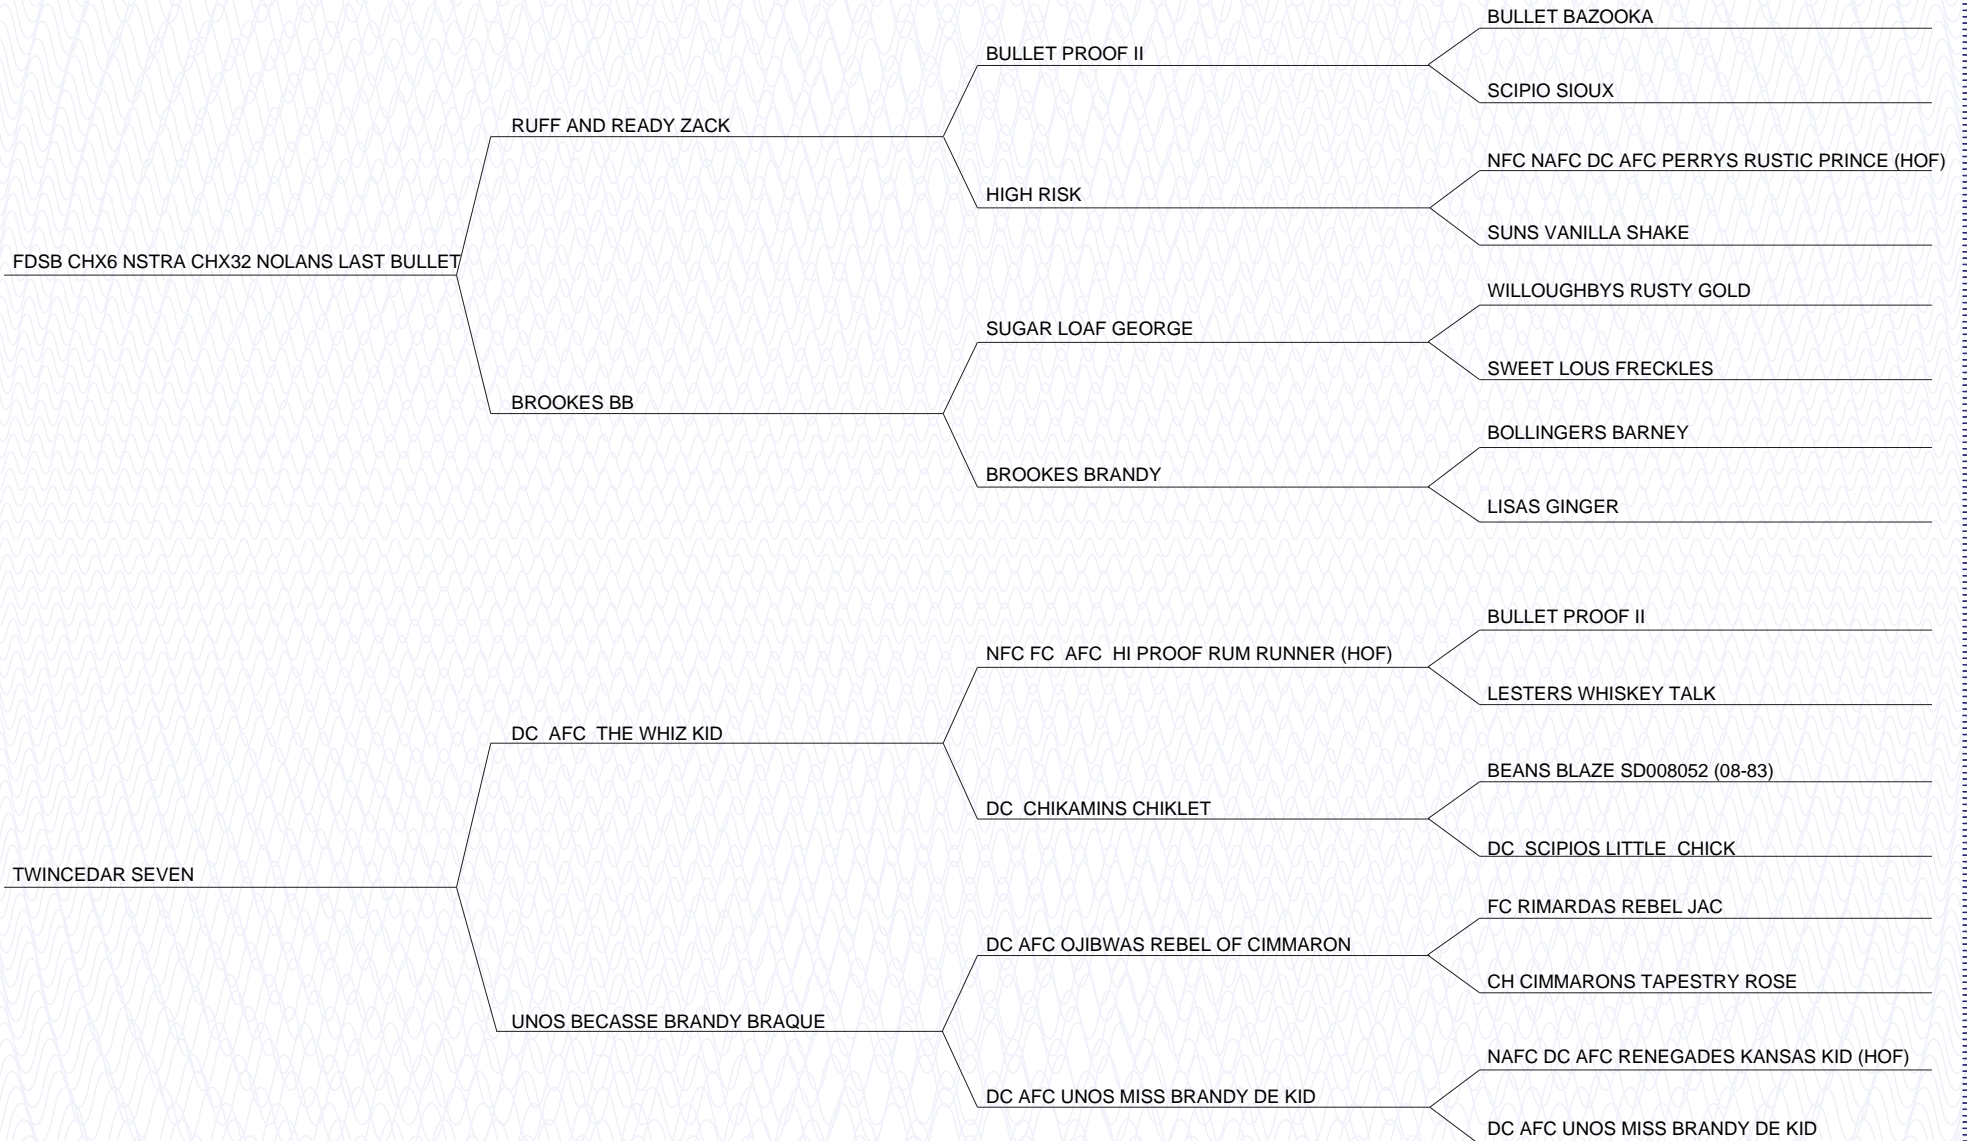 BULLET BAZOOKA
BULLET PROOF II
SCIPIO SIOUX
RUFF AND READY ZACK
NFC NAFC DC AFC PERRYS RUSTIC PRINCE (HOF)
HIGH RISK
SUNS VANILLA SHAKE
FDSB CHX6 NSTRA CHX32 NOLANS LAST BULLET
WILLOUGHBYS RUSTY GOLD
SUGAR LOAF GEORGE
SWEET LOUS FRECKLES
BROOKES BB
BOLLINGERS BARNEY
BROOKES BRANDY
LISAS GINGER
BULLET PROOF II
NFC FC  AFC  HI PROOF RUM RUNNER (HOF)
LESTERS WHISKEY TALK
DC  AFC  THE WHIZ KID
BEANS BLAZE SD008052 (08-83)
DC  CHIKAMINS CHIKLET
DC  SCIPIOS LITTLE  CHICK
TWINCEDAR SEVEN
FC RIMARDAS REBEL JAC
DC AFC OJIBWAS REBEL OF CIMMARON
CH CIMMARONS TAPESTRY ROSE
UNOS BECASSE BRANDY BRAQUE
NAFC DC AFC RENEGADES KANSAS KID (HOF)
DC AFC UNOS MISS BRANDY DE KID
DC AFC UNOS MISS BRANDY DE KID